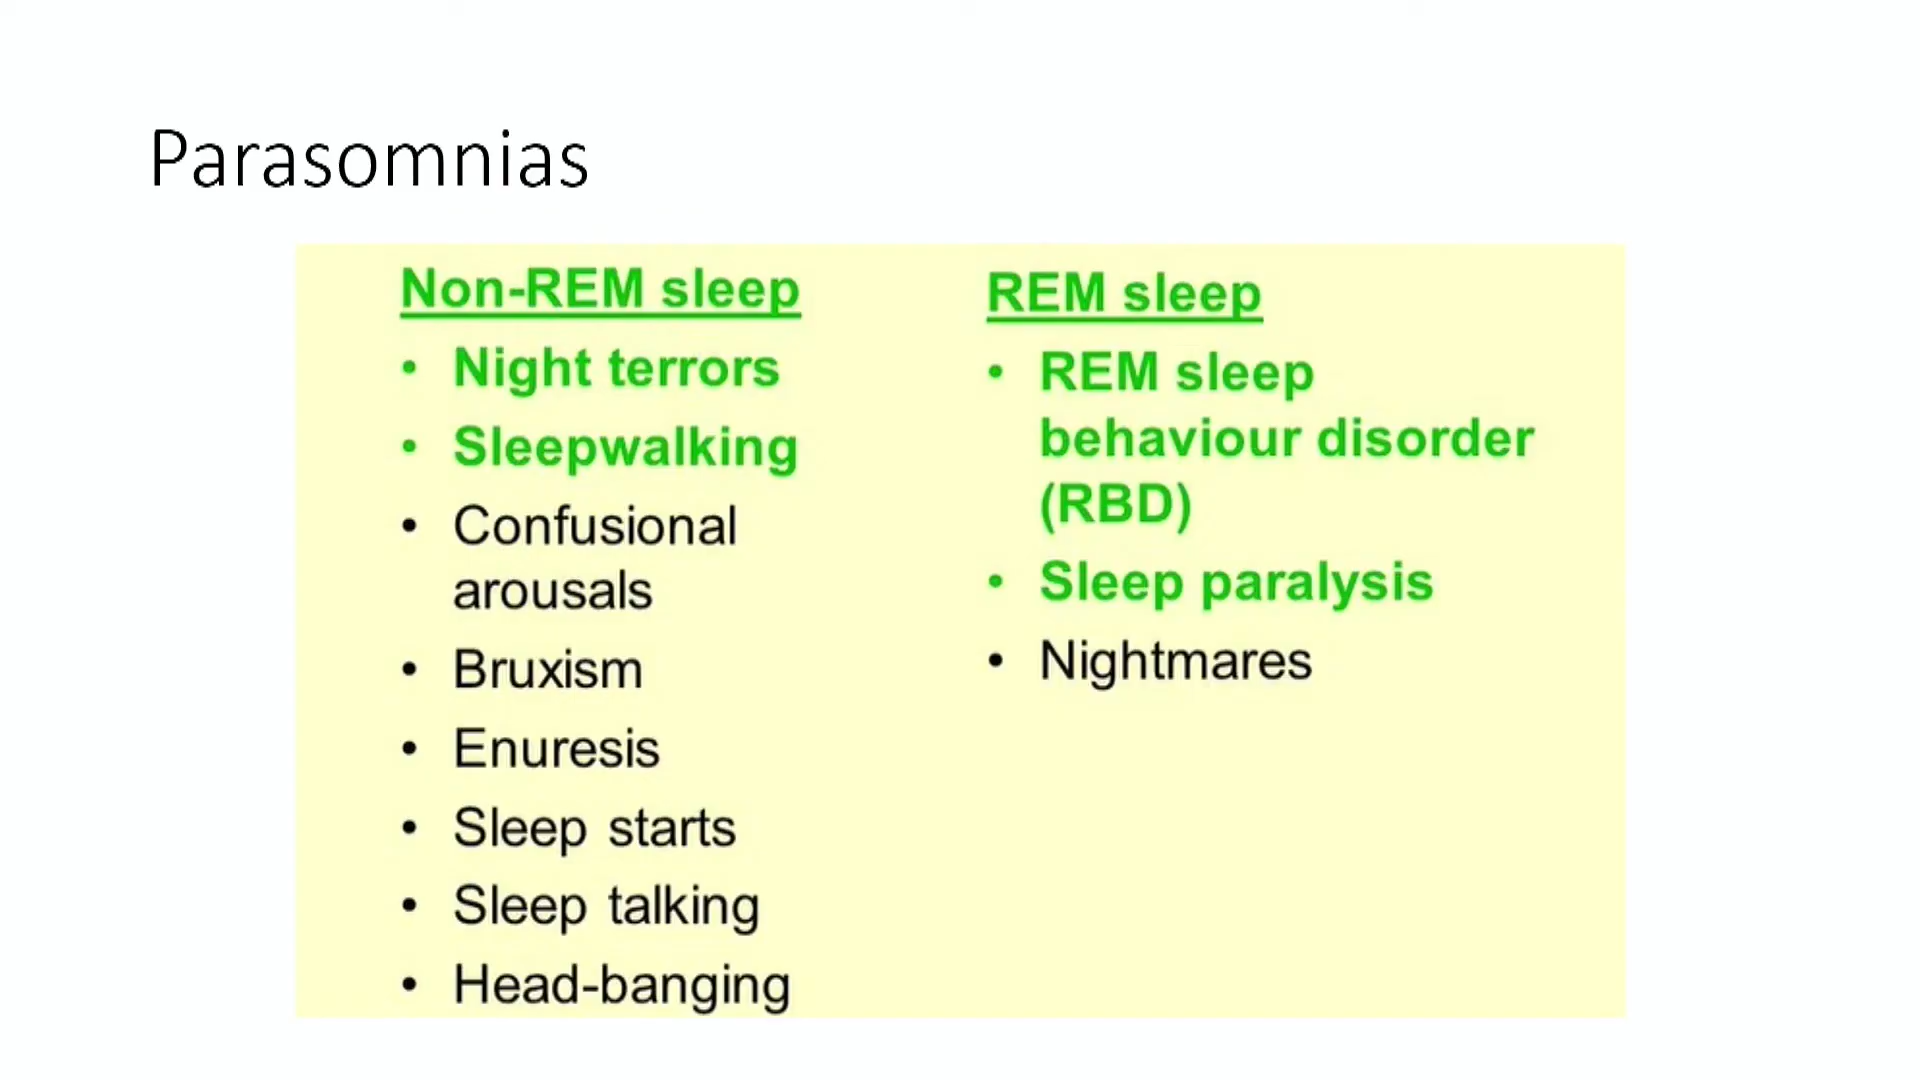 Parasomnias
Non-REM sleep
• Night terrors
• Sleepwalking
• Confusional
arousals
• Bruxism
• Enuresis
• Sleep starts
• Sleep talking
• Head-banging
REM sleep
• REM sleep
behaviour disorder
(RBD)
• Sleep paralysis
• Nightmares